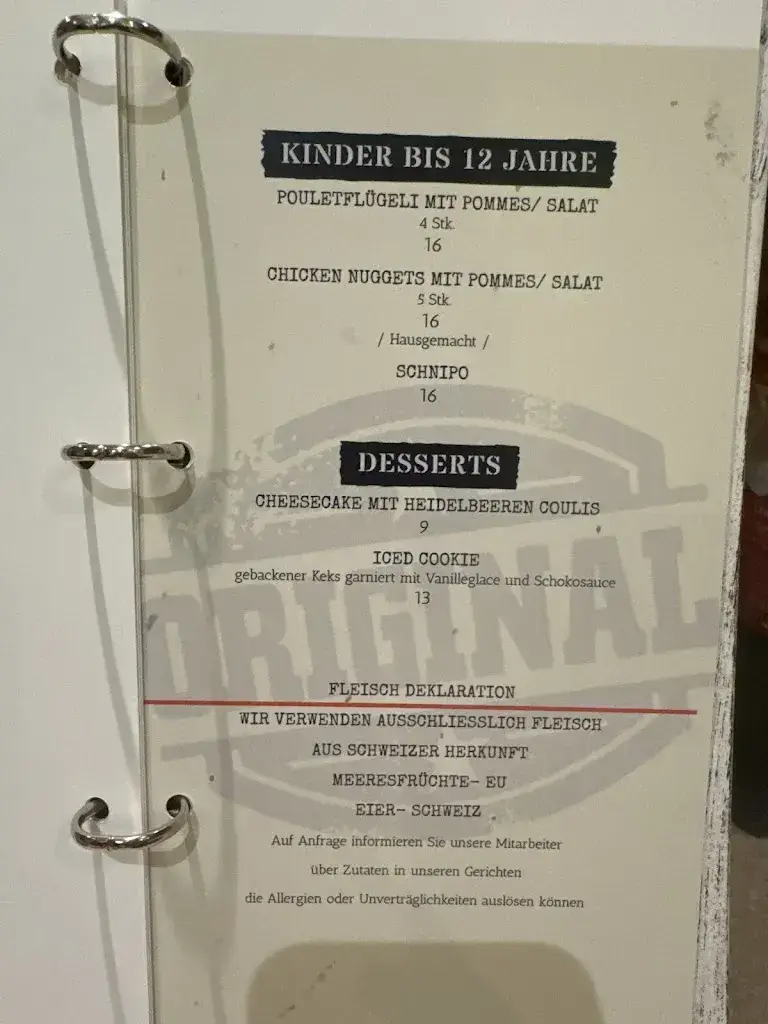 KINDER BIS 12 JAHRE
POULETFLÜGELI MIT POMMES/ SALAT
4 Stk.
16
CHICKEN NUGGETS MIT POMMES/ SALAT
5 Stk.
16
/ Hausgemacht /
SCHNIPO
16
DESSERTS
CHEESECAKE MIT HEIDELBEEREN COULIS
9
ICED COOKIE
gebackener Keks garniert mit Vanilleglace und Schokosauce
13
ORIGINAL
FLEISCH DEKLARATION
WIR VERWENDEN AUSSCHLIESSLICH FLEISCH
AUS SCHWEIZER HERKUNFT
MEERESFRÜCHTE- EU
EIER- SCHWEIZ
Auf Anfrage informieren Sie unsere Mitarbeiter
über Zutaten in unseren Gerichten
die Allergien oder Unverträglichkeiten auslösen können